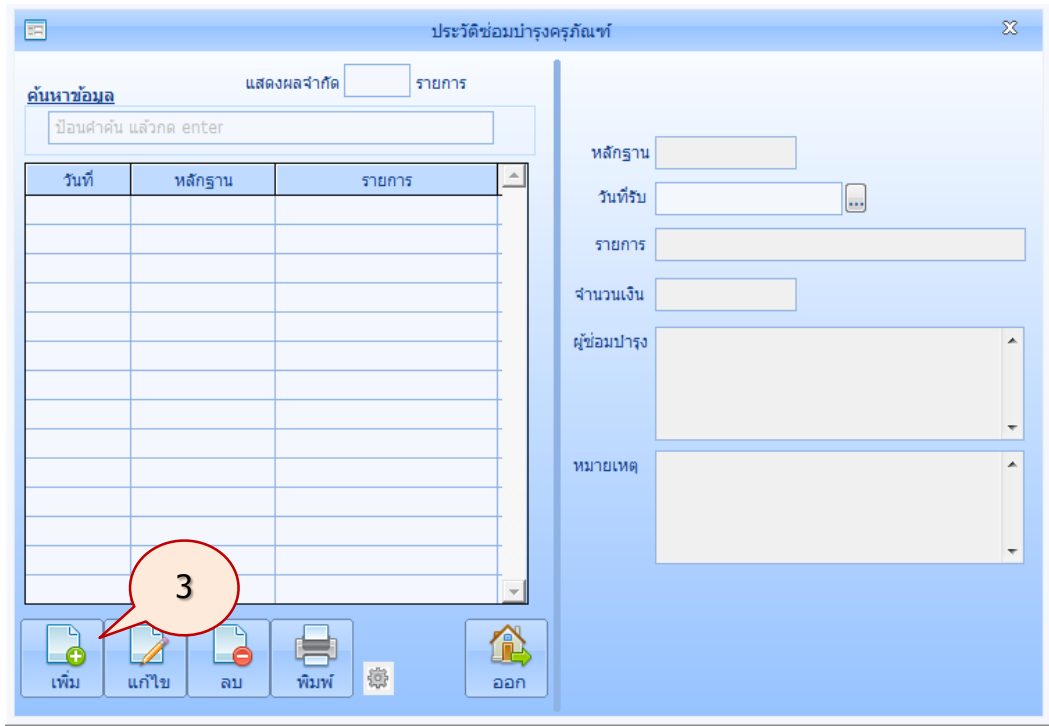 ประวัติซ่อมบำรุงครุภัณฑ์
แสดงผลจำกัด รายการ
ค้นหาข้อมูล
ป้อนคำค้น แล้วกด enter
วันที่ หลักฐาน รายการ
หลักฐาน
วันที่รับ ...
รายการ
จำนวนเงิน
ผู้ซ่อมบำรุง
หมายเหตุ
3
เพิ่ม แก้ไข ลบ พิมพ์ ออก